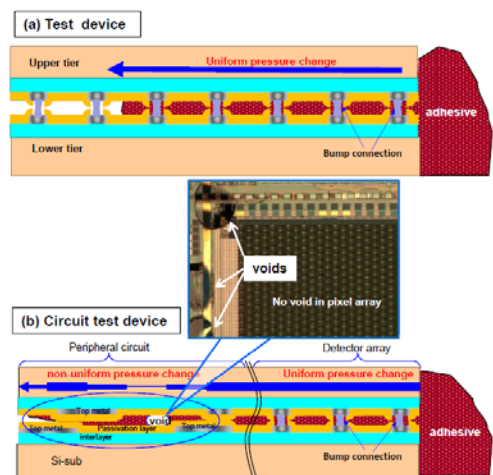 (a) Test device
Upper tier
Uniform pressure change
adhesive
Lower tier
Bump connection
voids
No void in pixel array
(b) Circuit test device
Peripheral circuit
Detector array
non-uniform pressure change
Uniform pressure change
Top metal
void
Top metal
Passivation layer
Top metal
interlayer
adhesive
Si-sub
Bump connection